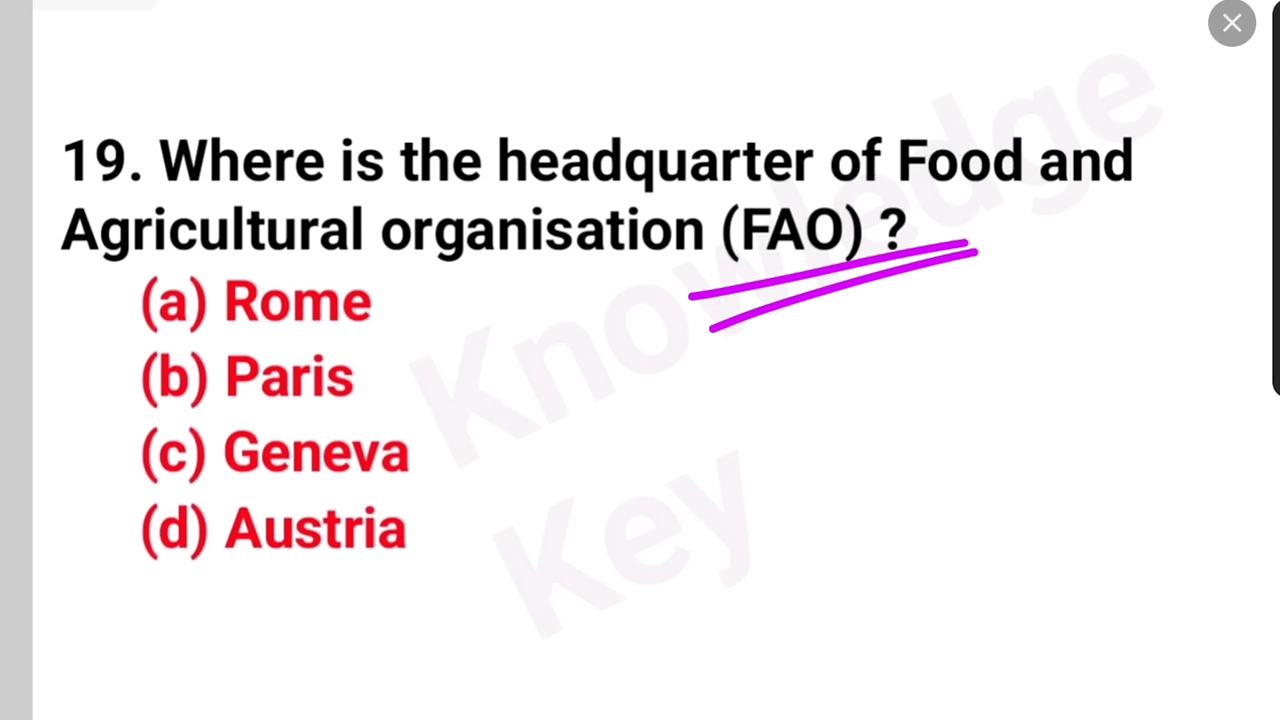 19. Where is the headquarter of Food and
Agricultural organisation (FAO) ?
(a) Rome
(b) Paris
(c) Geneva
(d) Austria
Knowledge
Key